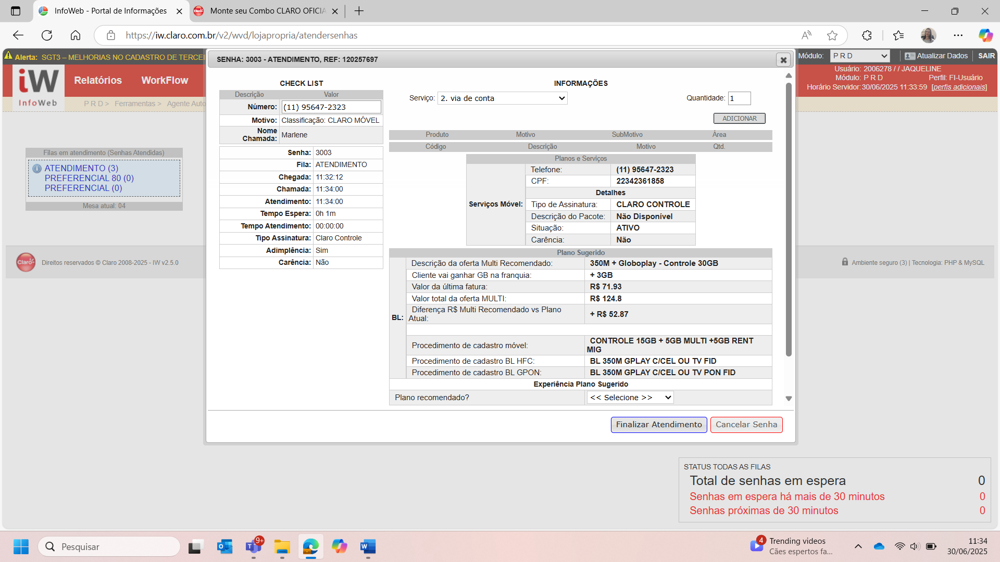 InfoWeb - Portal de Informações
Monte seu Combo CLARO OFICIA
https://iw.claro.com.br/v2/wvd/lojapropria/atendersenhas
Alerta: SGT3 – MELHORIAS NO CADASTRO DE TERCEI
Módulo: P R D
Atualizar Dados
SAIR
iW InfoWeb
Relatórios
WorkFlow
Usuário: 2006278 / / JAQUELINE
Módulo: P R D Perfil: FI-Usuário
Horário Servidor:30/06/2025 11:33:59 [perfis adicionais]
P R D > Ferramentas > Agente Auto
Filas em atendimento (Senhas Atendidas)
ATENDIMENTO (3)
PREFERENCIAL 80 (0)
PREFERENCIAL (0)
Mesa atual: 04
Claro
Direitos reservados © Claro 2008-2025 - IW v2.5.0
Ambiente seguro (3) | Tecnologia: PHP & MySQL
SENHA: 3003 - ATENDIMENTO, REF: 120257697
CHECK LIST
Descrição Valor
Número: (11) 95647-2323
Motivo: Classificação: CLARO MÓVEL
Nome Chamada: Marlene
Senha: 3003
Fila: ATENDIMENTO
Chegada: 11:32:12
Chamada: 11:34:00
Atendimento: 11:34:00
Tempo Espera: 0h 1m
Tempo Atendimento: 00:00:00
Tipo Assinatura: Claro Controle
Adimplência: Sim
Carência: Não
INFORMAÇÕES
Serviço: 2. via de conta
Quantidade: 1
ADICIONAR
Produto Motivo SubMotivo Área
Código Descrição Motivo Qtd.
Planos e Serviços
Serviços Móvel:
Telefone: (11) 95647-2323
CPF: 22342361858
Detalhes
Tipo de Assinatura: CLARO CONTROLE
Descrição do Pacote: Não Disponível
Situação: ATIVO
Carência: Não
Plano Sugerido
BL:
Descrição da oferta Multi Recomendado: 350M + Globoplay - Controle 30GB
Cliente vai ganhar GB na franquia: + 3GB
Valor da última fatura: R$ 71.93
Valor total da oferta MULTI: R$ 124.8
Diferença R$ Multi Recomendado vs Plano Atual: + R$ 52.87
Procedimento de cadastro móvel: CONTROLE 15GB + 5GB MULTI +5GB RENT MIG
Procedimento de cadastro BL HFC: BL 350M GPLAY C/CEL OU TV FID
Procedimento de cadastro BL GPON: BL 350M GPLAY C/CEL OU TV PON FID
Experiência Plano Sugerido
Plano recomendado? << Selecione >>
Finalizar Atendimento
Cancelar Senha
STATUS TODAS AS FILAS
Total de senhas em espera 0
Senhas em espera há mais de 30 minutos 0
Senhas próximas de 30 minutos 0
Pesquisar
9+
4
Trending videos
Cães espertos fa...
11:34
30/06/2025